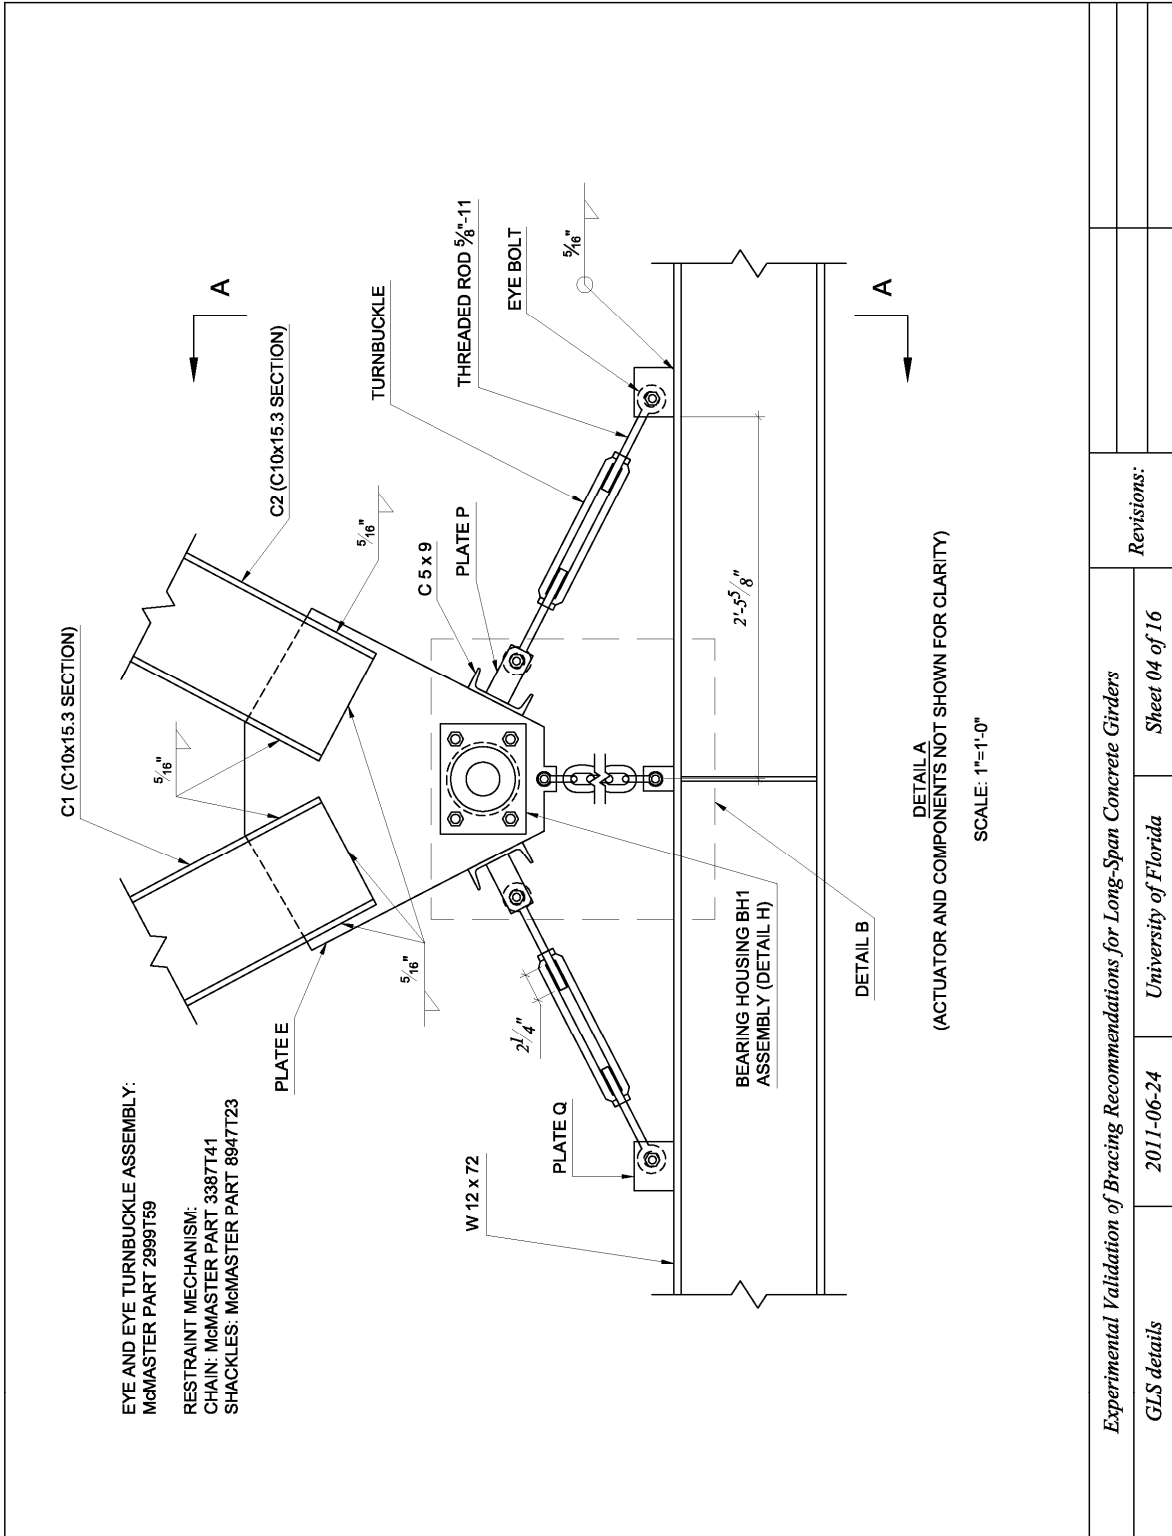 EYE AND EYE TURNBUCKLE ASSEMBLY:
McMASTER PART 2999T59
RESTRAINT MECHANISM:
CHAIN: McMASTER PART 3387T41
SHACKLES: McMASTER PART 8947T23
C1 (C10x15.3 SECTION)
C2 (C10x15.3 SECTION)
A
5/16"
5/16"
5/16"
PLATE E
C 5 x 9
PLATE P
TURNBUCKLE
THREADED ROD 5/8"-11
EYE BOLT
5/16"
2 1/4"
W 12 x 72
PLATE Q
2'-5 5/8"
BEARING HOUSING BH1
ASSEMBLY (DETAIL H)
DETAIL B
A
DETAIL A
(ACTUATOR AND COMPONENTS NOT SHOWN FOR CLARITY)
SCALE: 1"=1'-0"
Experimental Validation of Bracing Recommendations for Long-Span Concrete Girders
Revisions:
GLS details
2011-06-24
University of Florida
Sheet 04 of 16